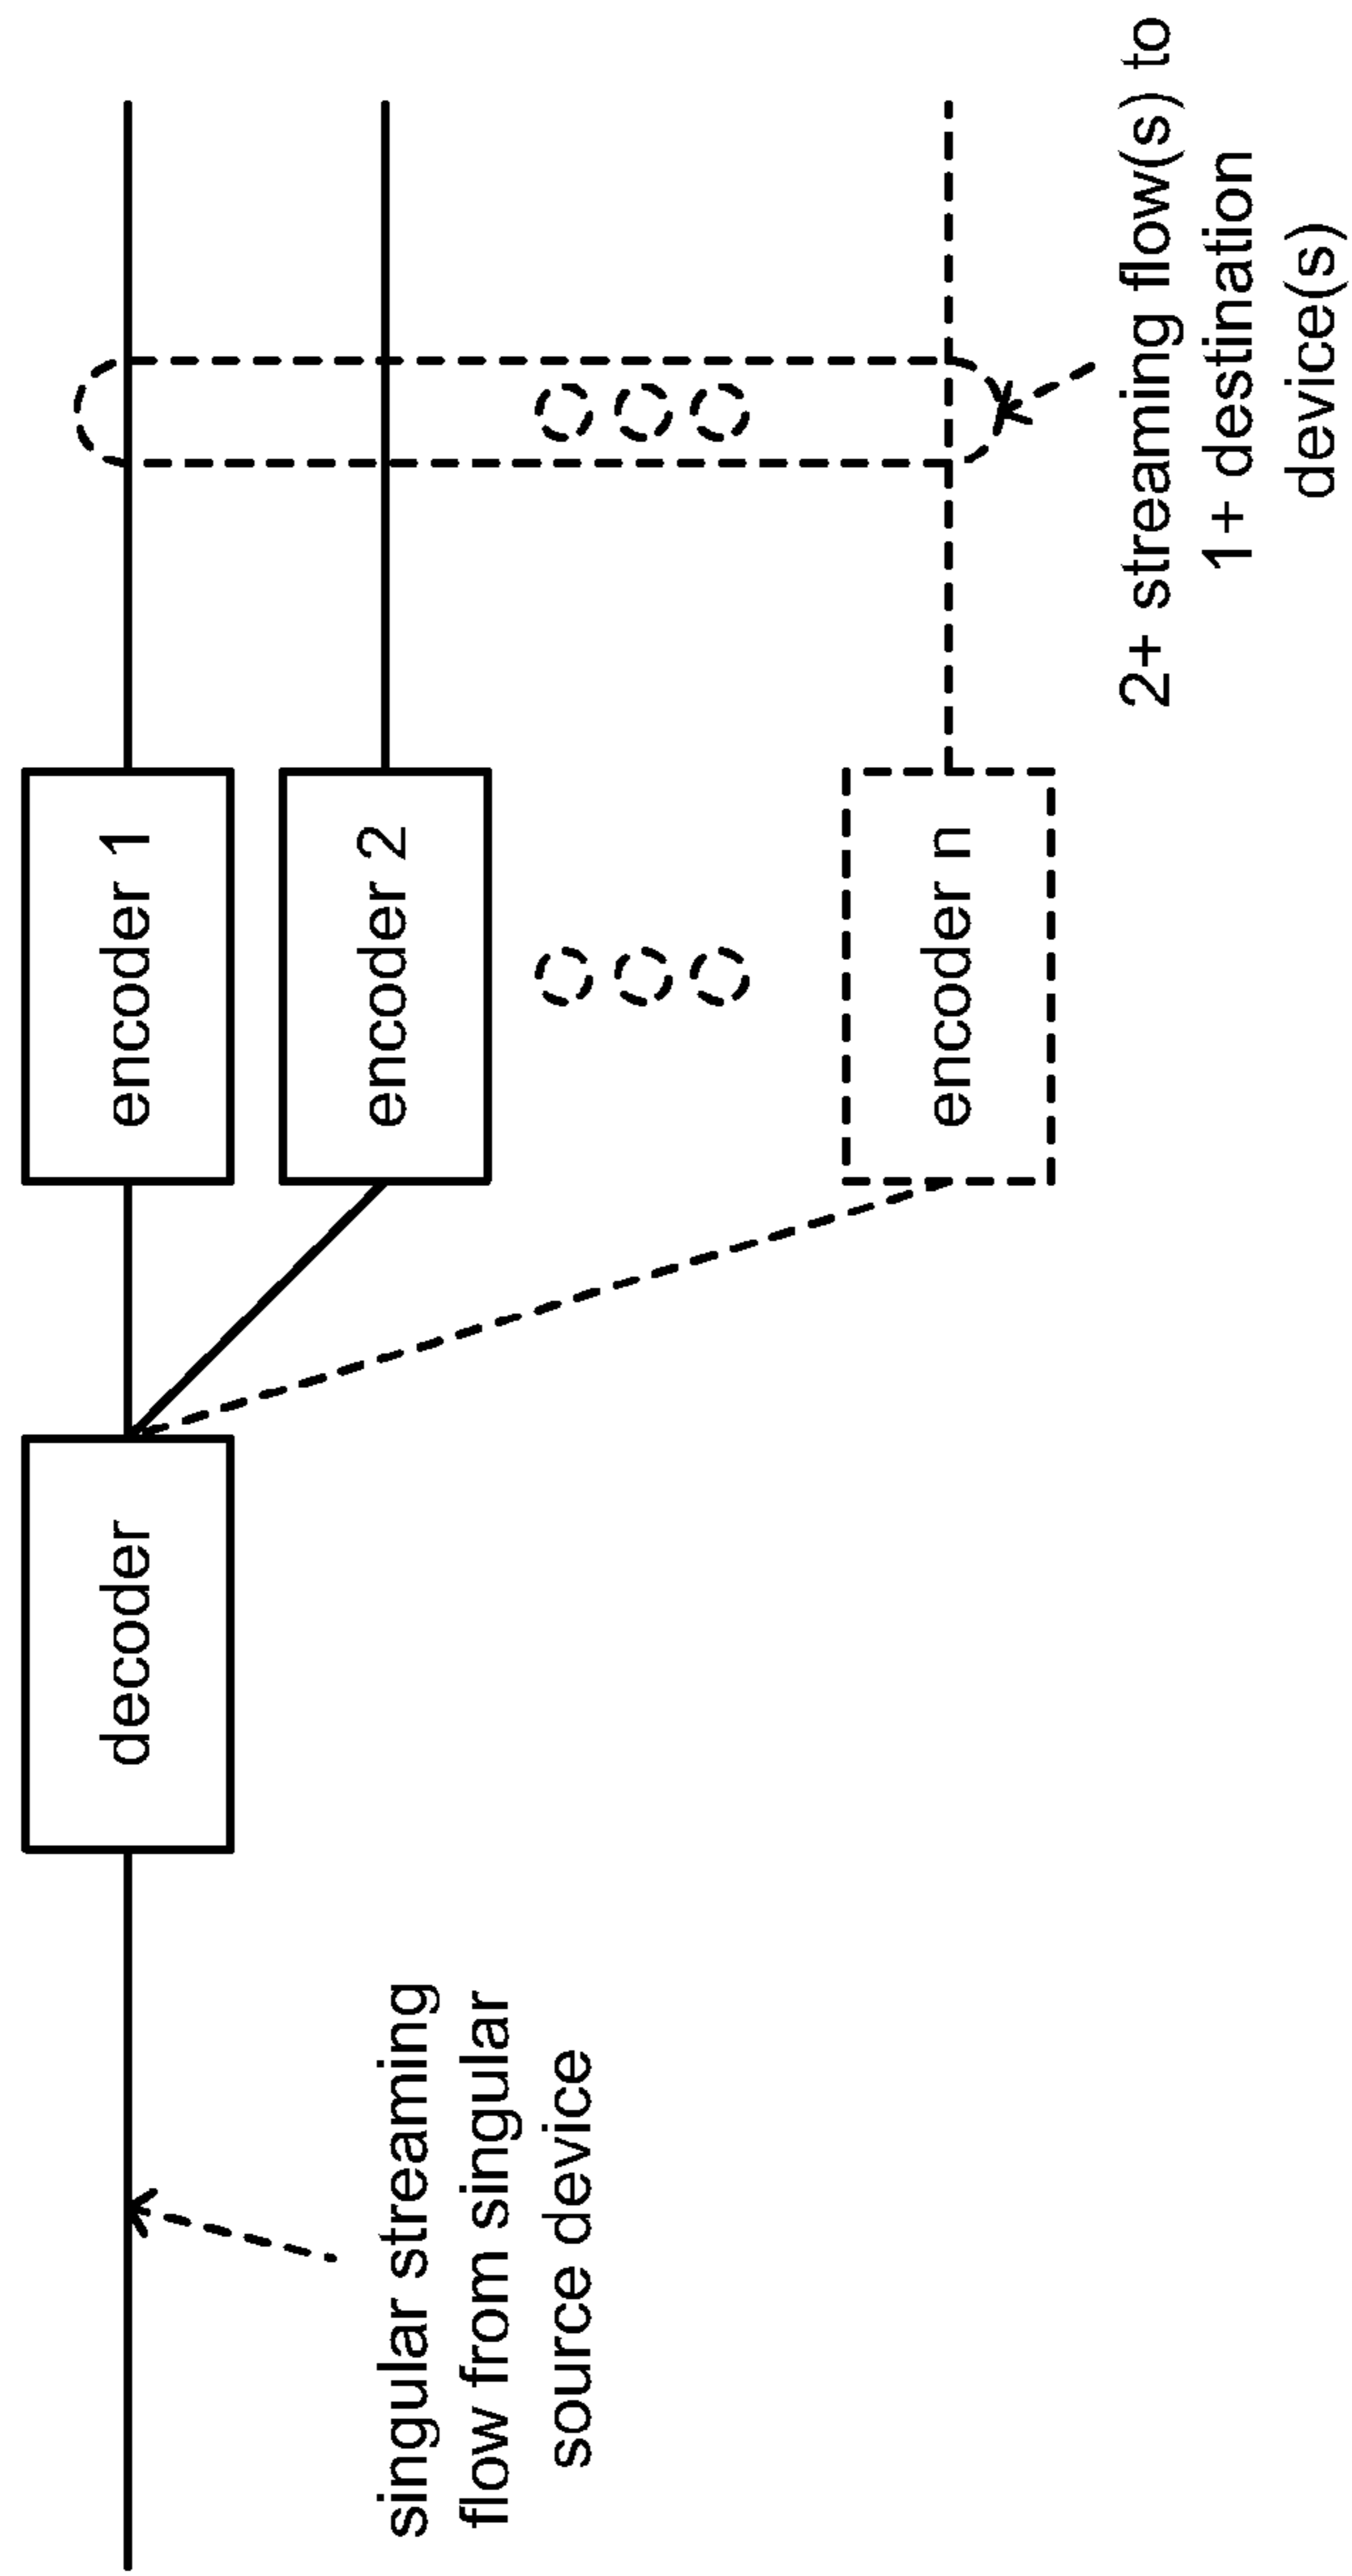 decoder
encoder 1
encoder 2
encoder n
singular streaming
flow from singular
source device
2+ streaming flow(s) to
1+ destination
device(s)